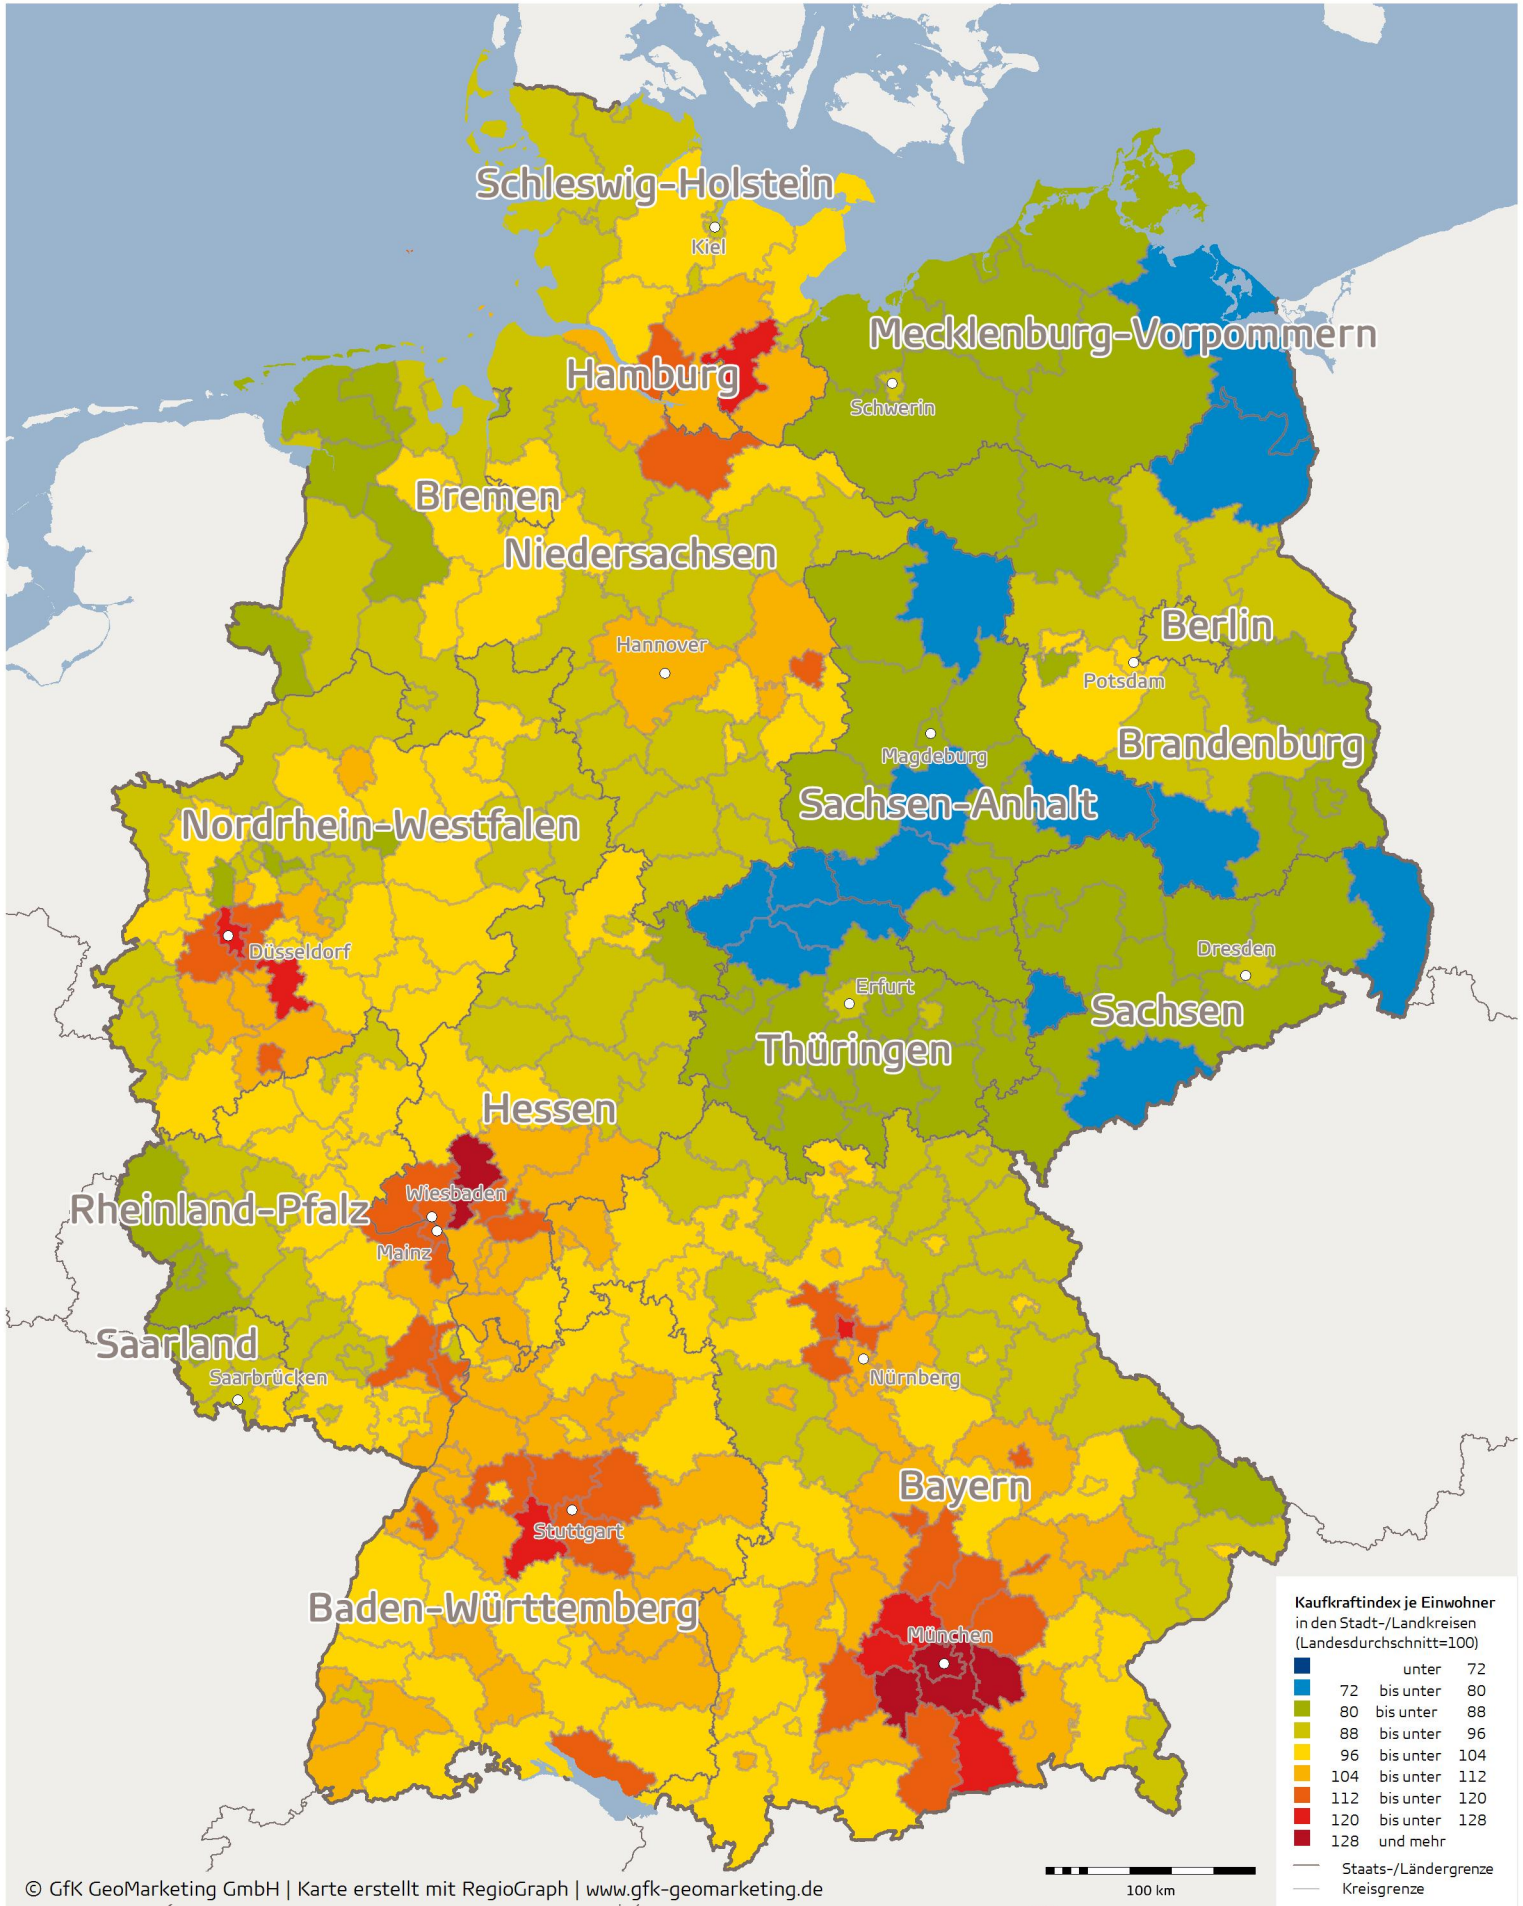 Schleswig-Holstein
Kiel
Mecklenburg-Vorpommern
Hamburg
Schwerin
Bremen
Niedersachsen
Berlin
Hannover
Potsdam
Brandenburg
Magdeburg
Sachsen-Anhalt
Nordrhein-Westfalen
Düsseldorf
Dresden
Erfurt
Sachsen
Thüringen
Hessen
Wiesbaden
Rheinland-Pfalz
Mainz
Saarland
Saarbrücken
Nürnberg
Bayern
Stuttgart
Baden-Württemberg
München
Kaufkraftindex je Einwohner
in den Stadt-/Landkreisen
(Landesdurchschnitt=100)
unter 72
72 bis unter 80
80 bis unter 88
88 bis unter 96
96 bis unter 104
104 bis unter 112
112 bis unter 120
120 bis unter 128
128 und mehr
Staats-/Ländergrenze
Kreisgrenze
100 km
© GfK GeoMarketing GmbH | Karte erstellt mit RegioGraph | www.gfk-geomarketing.de